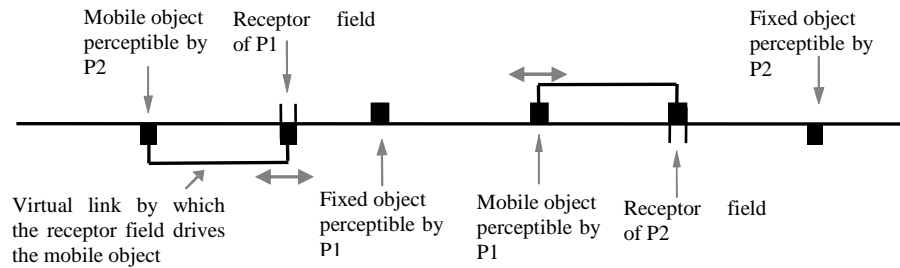 Mobile object
perceptible by
P2
Receptor field
of P1
Fixed object
perceptible by
P2
Virtual link by which
the receptor field drives
the mobile object
Fixed object
perceptible by
P1
Mobile object
perceptible by
P1
Receptor field
of P2